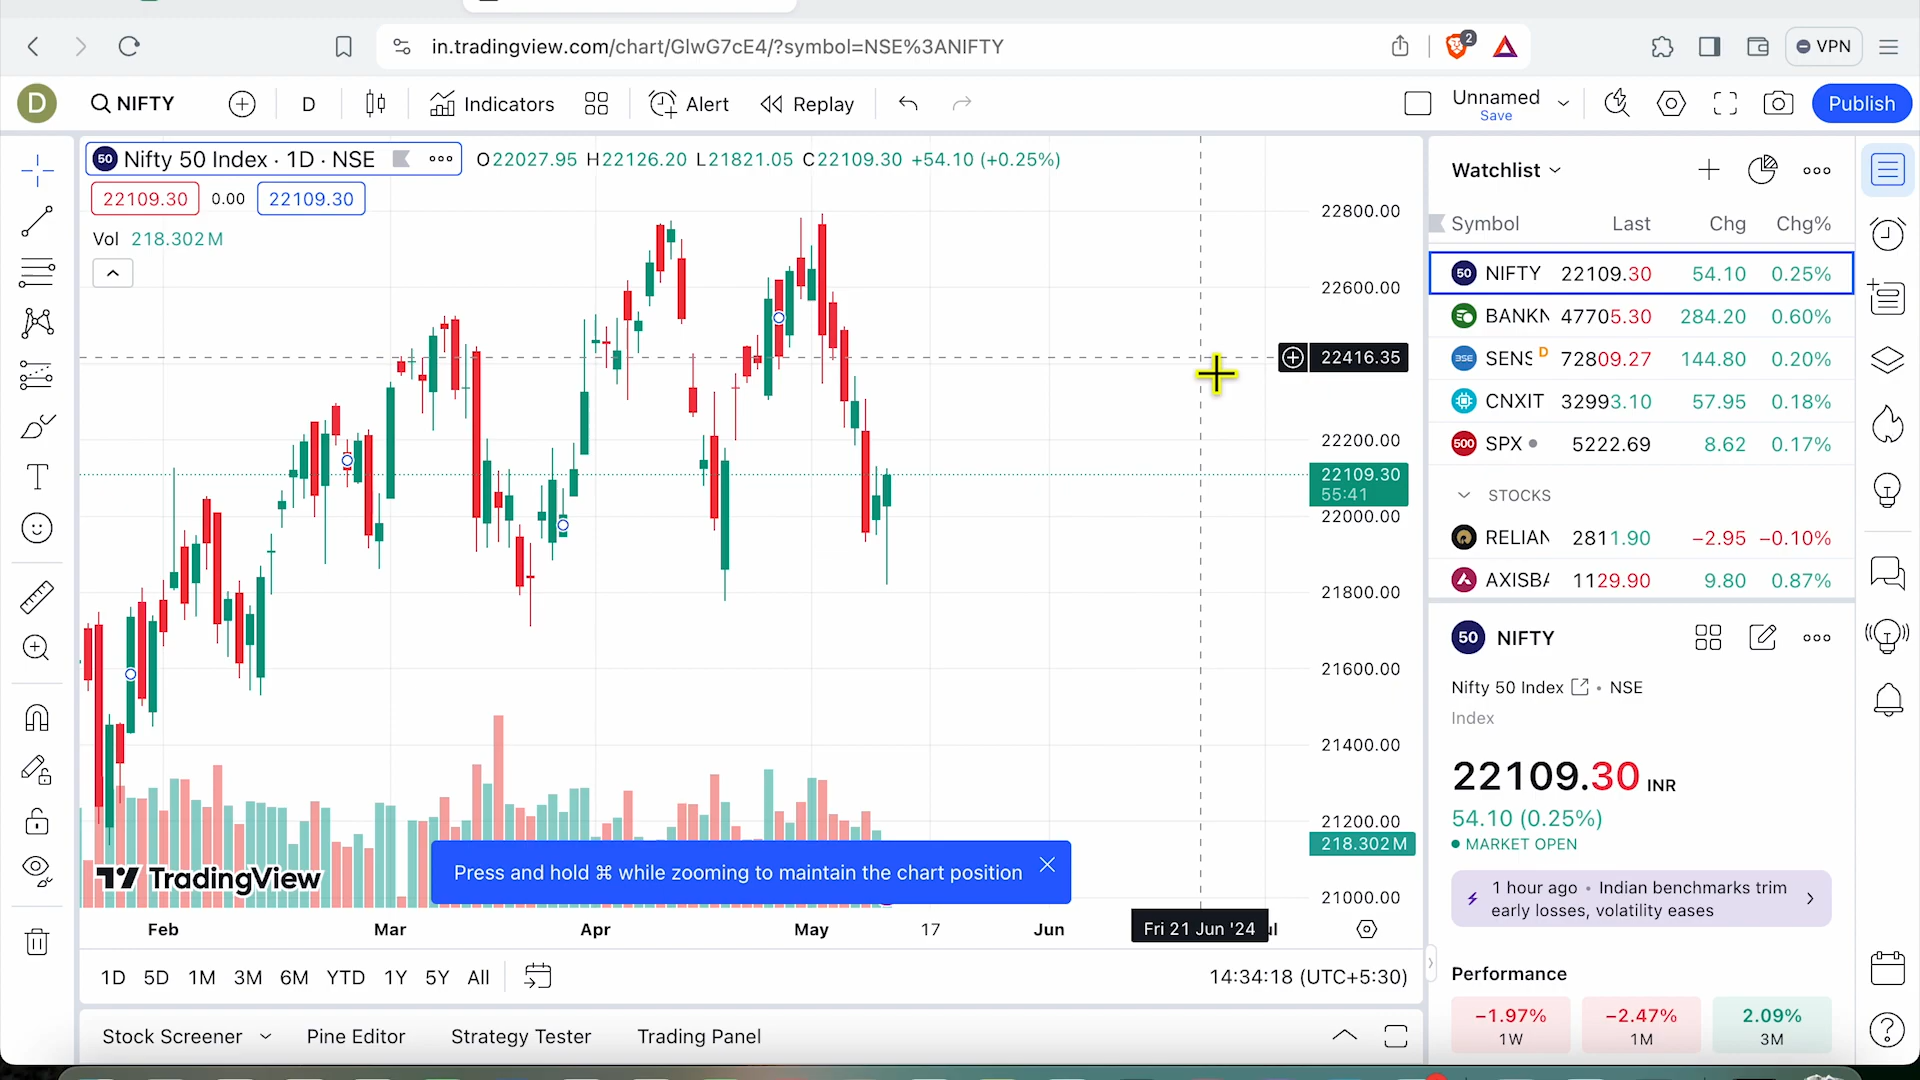 in.tradingview.com/chart/GlwG7cE4/?symbol=NSE%3ANIFTY
2
VPN
D
NIFTY
D
Indicators
Alert
Replay
Unnamed
Save
Publish
50 Nifty 50 Index · 1D · NSE
O22027.95 H22126.20 L21821.05 C22109.30 +54.10 (+0.25%)
22109.30 0.00 22109.30
Vol 218.302M
22800.00
22600.00
22416.35
22200.00
22109.30
55:41
22000.00
21800.00
21600.00
21400.00
21200.00
218.302M
21000.00
TradingView
Press and hold ⌘ while zooming to maintain the chart position
Feb Mar Apr May 17 Jun Fri 21 Jun '24
1D 5D 1M 3M 6M YTD 1Y 5Y All
14:34:18 (UTC+5:30)
Stock Screener Pine Editor Strategy Tester Trading Panel
Watchlist
Symbol Last Chg Chg%
50 NIFTY 22109.30 54.10 0.25%
BANKN 47705.30 284.20 0.60%
BSE SENS D 72809.27 144.80 0.20%
CNXIT 32993.10 57.95 0.18%
500 SPX 5222.69 8.62 0.17%
STOCKS
RELIAN 2811.90 −2.95 −0.10%
AXISBA 1129.90 9.80 0.87%
50 NIFTY
Nifty 50 Index • NSE
Index
22109.30 INR
54.10 (0.25%)
MARKET OPEN
1 hour ago • Indian benchmarks trim
early losses, volatility eases
Performance
−1.97% −2.47% 2.09%
1W 1M 3M